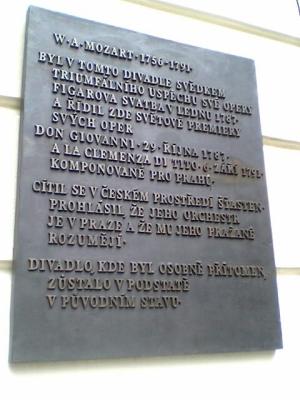 W.A.MOZART·1756-1791·
BYL V TOMTO DIVADLE SVĚDKEM
TRIUMFÁLNÍHO ÚSPĚCHU SVÉ OPERY
FIGAROVA SVATBA V LEDNU 1787·
A ŘÍDIL ZDE SVĚTOVÉ PREMIÉRY
SVÝCH OPER
DON GIOVANNI·29·ŘÍJNA 1787·
A LA CLEMENZA DI TITO·6·ZÁŘÍ 1791·
KOMPONOVANÉ PRO PRAHU·
CÍTIL SE V ČESKÉM PROSTŘEDÍ ŠŤASTEN·
PROHLÁSIL ŽE JEHO ORCHESTR
JE V PRAZE A ŽE MU JEHO PRAŽANÉ
ROZUMĚJÍ·
DIVADLO, KDE BYL OSOBNĚ PŘÍTOMEN,
ZŮSTALO V PODSTATĚ
V PŮVODNÍM STAVU·